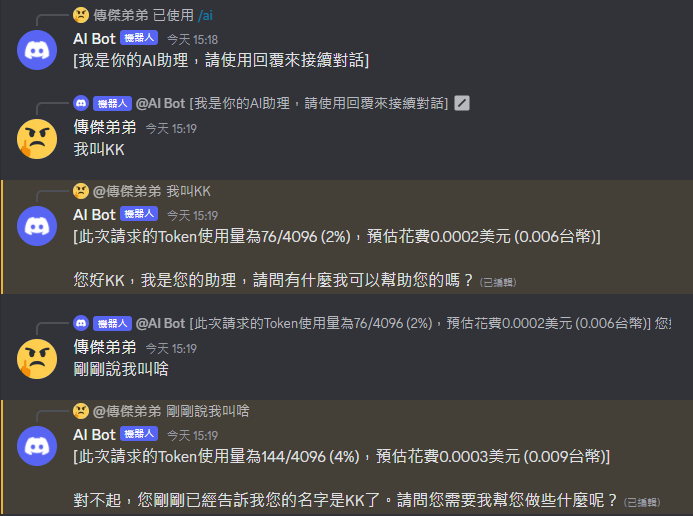 傳傑弟弟 已使用 /ai
AI Bot 機器人 今天 15:18
[我是你的AI助理，請使用回覆來接續對話]
機器人 @AI Bot [我是你的AI助理，請使用回覆來接續對話]
傳傑弟弟 今天 15:19
我叫KK
@傳傑弟弟 我叫KK
AI Bot 機器人 今天 15:19
[此次請求的Token使用量為76/4096 (2%)，預估花費0.0002美元 (0.006台幣)]
您好KK，我是您的助理，請問有什麼我可以幫助您的嗎？ (已編輯)
機器人 @AI Bot [此次請求的Token使用量為76/4096 (2%)，預估花費0.0002美元 (0.006台幣)] 您
傳傑弟弟 今天 15:19
剛剛說我叫啥
@傳傑弟弟 剛剛說我叫啥
AI Bot 機器人 今天 15:19
[此次請求的Token使用量為144/4096 (4%)，預估花費0.0003美元 (0.009台幣)]
對不起，您剛剛已經告訴我您的名字是KK了。請問您需要我幫您做些什麼呢？ (已編輯)